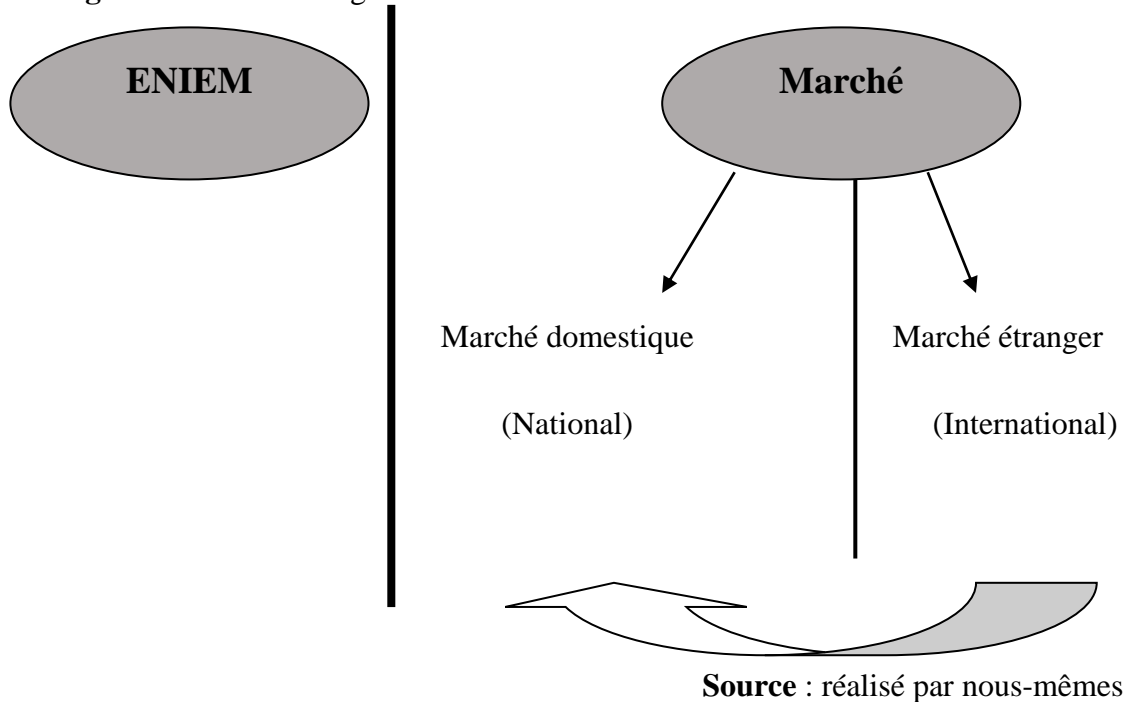 ENIEM
Marché
Marché domestique
Marché étranger
(National)
(International)
Source : réalisé par nous-mêmes